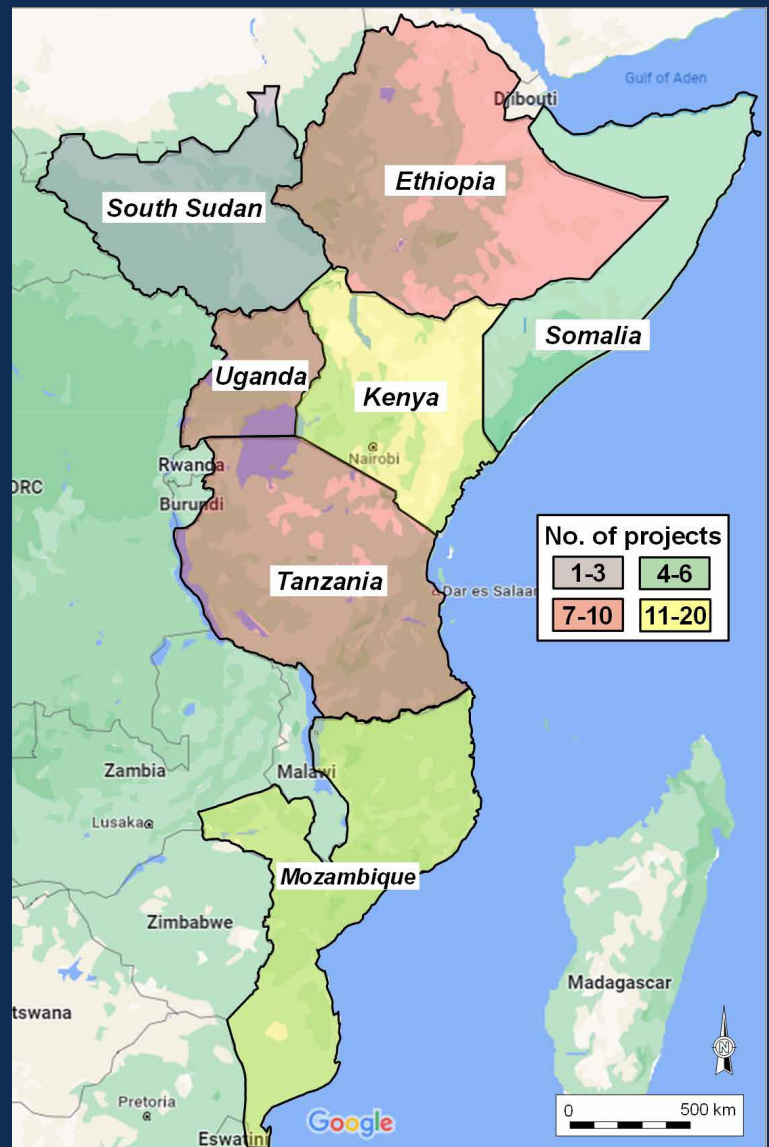 Gulf of Aden
Djibouti
Ethiopia
South Sudan
Somalia
Uganda
Kenya
Nairobi
Rwanda
DRC
Burundi
No. of projects
1-3 4-6
7-10 11-20
Tanzania
Dar es Salaar
Zambia
Malawi
Lusaka
Mozambique
Zimbabwe
Madagascar
tswana
N
Pretoria
0 500 km
Google
Eswatini